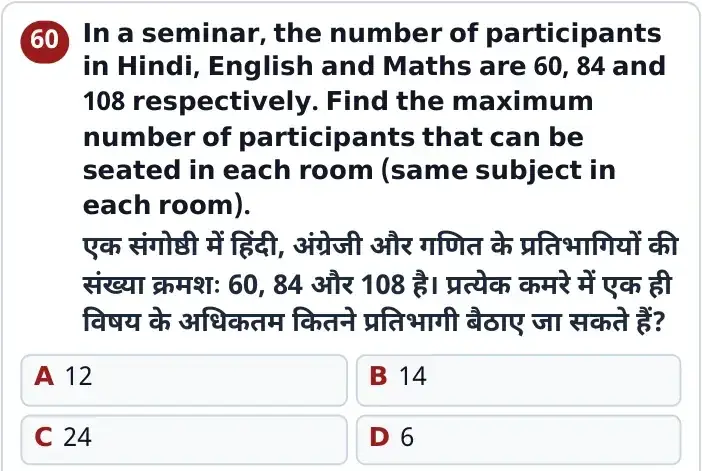 60 In a seminar, the number of participants
in Hindi, English and Maths are 60, 84 and
108 respectively. Find the maximum
number of participants that can be
seated in each room (same subject in
each room).
एक संगोष्ठी में हिंदी, अंग्रेजी और गणित के प्रतिभागियों की
संख्या क्रमशः 60, 84 और 108 है। प्रत्येक कमरे में एक ही
विषय के अधिकतम कितने प्रतिभागी बैठाए जा सकते हैं?
A 12
B 14
C 24
D 6